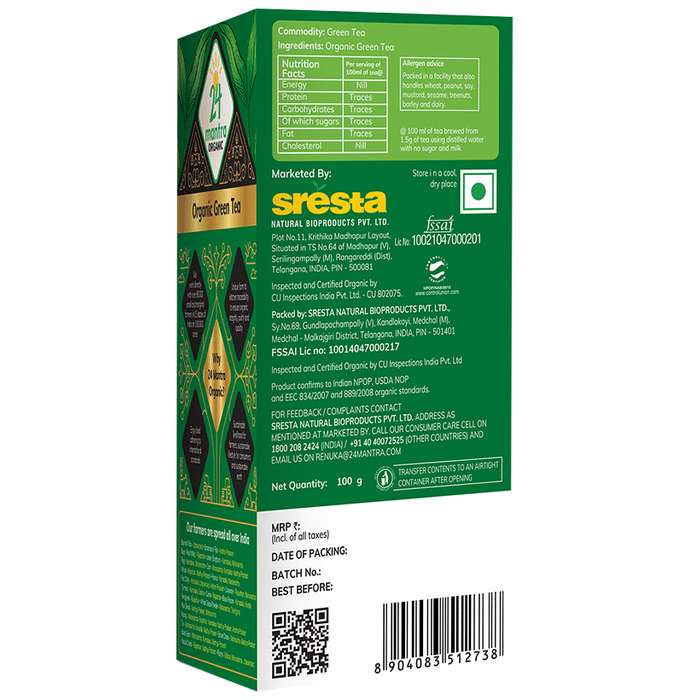 24
mantra
ORGANIC
Organic Green Tea
Why
24 Mantra
Organic?
Our farmers are spread all over India
Commodity: Green Tea
Ingredients: Organic Green Tea
Nutrition Facts
Per serving of 100ml of tea@
Energy Nill
Protein Traces
Carbohydrates Traces
Of which sugars Traces
Fat Traces
Cholesterol Nill
Allergen advice
Packed in a facility that also
handles wheat, peanut, soy,
mustard, sesame, treenuts,
barley and dairy.
@ 100 ml of tea brewed from
1.5g of tea using distilled water
with no sugar and milk
Marketed By:
sresta
NATURAL BIOPRODUCTS PVT. LTD.
Plot No.11, Krithika Madhapur Layout,
Situated in TS No.64 of Madhapur (V),
Serilingampally (M), Rangareddi (Dist),
Telangana, INDIA, PIN - 500081
Store in a cool,
dry place
fssai
Lic No: 10021047000201
Inspected and Certified Organic by
CU Inspections India Pvt. Ltd. - CU 802075.
Packed by: SRESTA NATURAL BIOPRODUCTS PVT. LTD.,
Sy.No.69, Gundlapochampally (V), Kandlakoyi, Medchal (M),
Medchal - Malkajgiri District, Telangana, INDIA, PIN - 501401
FSSAI Lic no: 10014047000217
Inspected and Certified Organic by CU Inspections India Pvt. Ltd
Product confirms to Indian NPOP, USDA NOP
and EEC 834/2007 and 889/2008 organic standards.
FOR FEEDBACK / COMPLAINTS CONTACT
SRESTA NATURAL BIOPRODUCTS PVT. LTD. ADDRESS AS
MENTIONED AT MARKETED BY. CALL OUR CONSUMER CARE CELL ON
1800 208 2424 (INDIA) / +91 40 40072525 (OTHER COUNTRIES) AND
EMAIL US ON RENUKA@24MANTRA.COM
Net Quantity: 100 g
TRANSFER CONTENTS TO AN AIRTIGHT
CONTAINER AFTER OPENING
MRP ₹:
(Incl. of all taxes)
DATE OF PACKING:
BATCH No.:
BEST BEFORE:
8 904083 512738